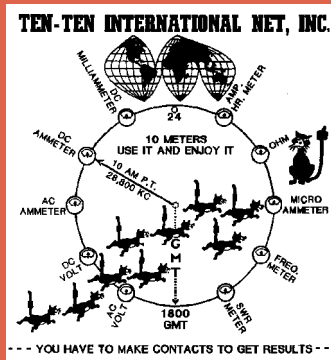 TEN-TEN INTERNATIONAL NET, INC.
DC
MILLIAMMETER
AMP
HR. METER
24
DC
AMMETER
10 METERS
USE IT AND ENJOY IT
OHM
10 AM P.T.
28,800 KC
AC
AMMETER
MICRO
AMMETER
GMT
DC
VOLT
FREQ.
METER
AC
VOLT
1800
GMT
SWR
METER
--- YOU HAVE TO MAKE CONTACTS TO GET RESULTS ---